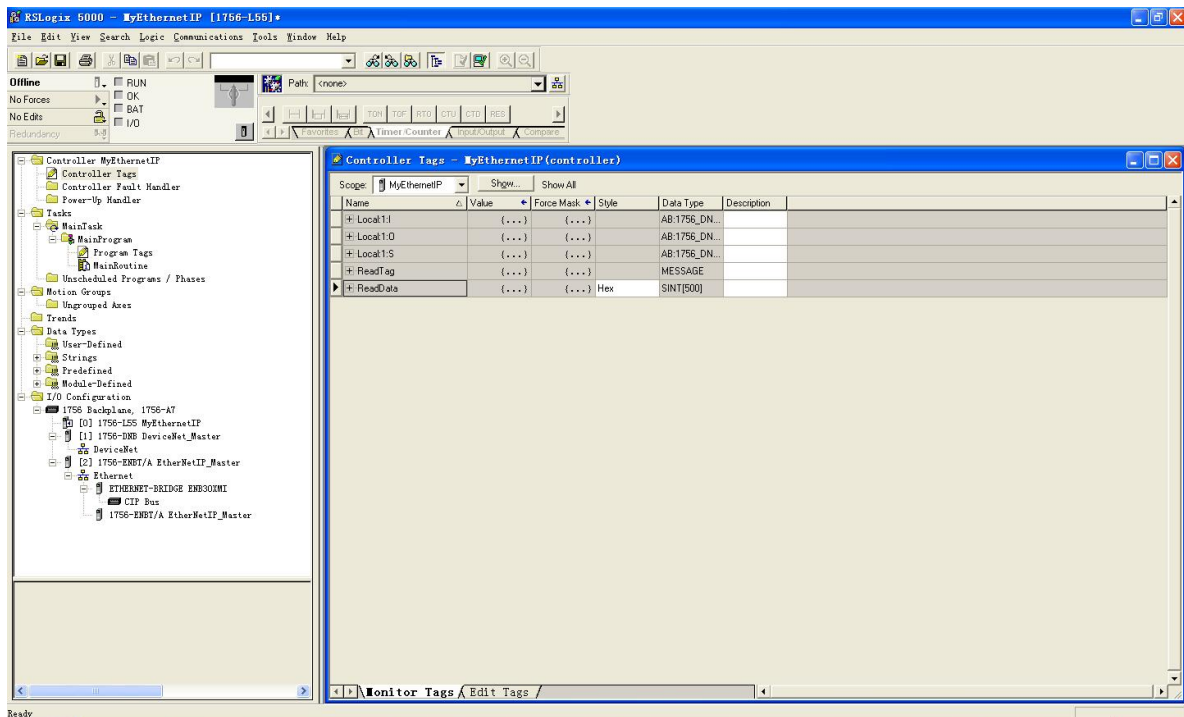 RSLogix 5000 - MyEthernetIP [1756-L55]*
File Edit View Search Logic Communications Tools Window Help
Offline
RUN
No Forces
OK
No Edits
BAT
Redundancy
I/O
Path: <none>
TON TOF RTO CTU CTD RES
Favorites Bit Timer/Counter Input/Output Compare
Controller MyEthernetIP
Controller Tags
Controller Fault Handler
Power-Up Handler
Tasks
MainTask
MainProgram
Program Tags
MainRoutine
Unscheduled Programs / Phases
Motion Groups
Ungrouped Axes
Trends
Data Types
User-Defined
Strings
Predefined
Module-Defined
I/O Configuration
1756 Backplane, 1756-A7
[0] 1756-L55 MyEthernetIP
[1] 1756-DNB DeviceNet_Master
DeviceNet
[2] 1756-ENBT/A EtherNetIP_Master
Ethernet
ETHERNET-BRIDGE ENB30XMI
CIP Bus
1756-ENBT/A EtherNetIP_Master
Controller Tags - MyEthernetIP(controller)
Scope: MyEthernetIP Show... Show All
Name Value Force Mask Style Data Type Description
Local:1:I {...} {...} AB:1756_DN...
Local:1:O {...} {...} AB:1756_DN...
Local:1:S {...} {...} AB:1756_DN...
ReadTag {...} {...} MESSAGE
ReadData {...} {...} Hex SINT[500]
Monitor Tags Edit Tags
Ready